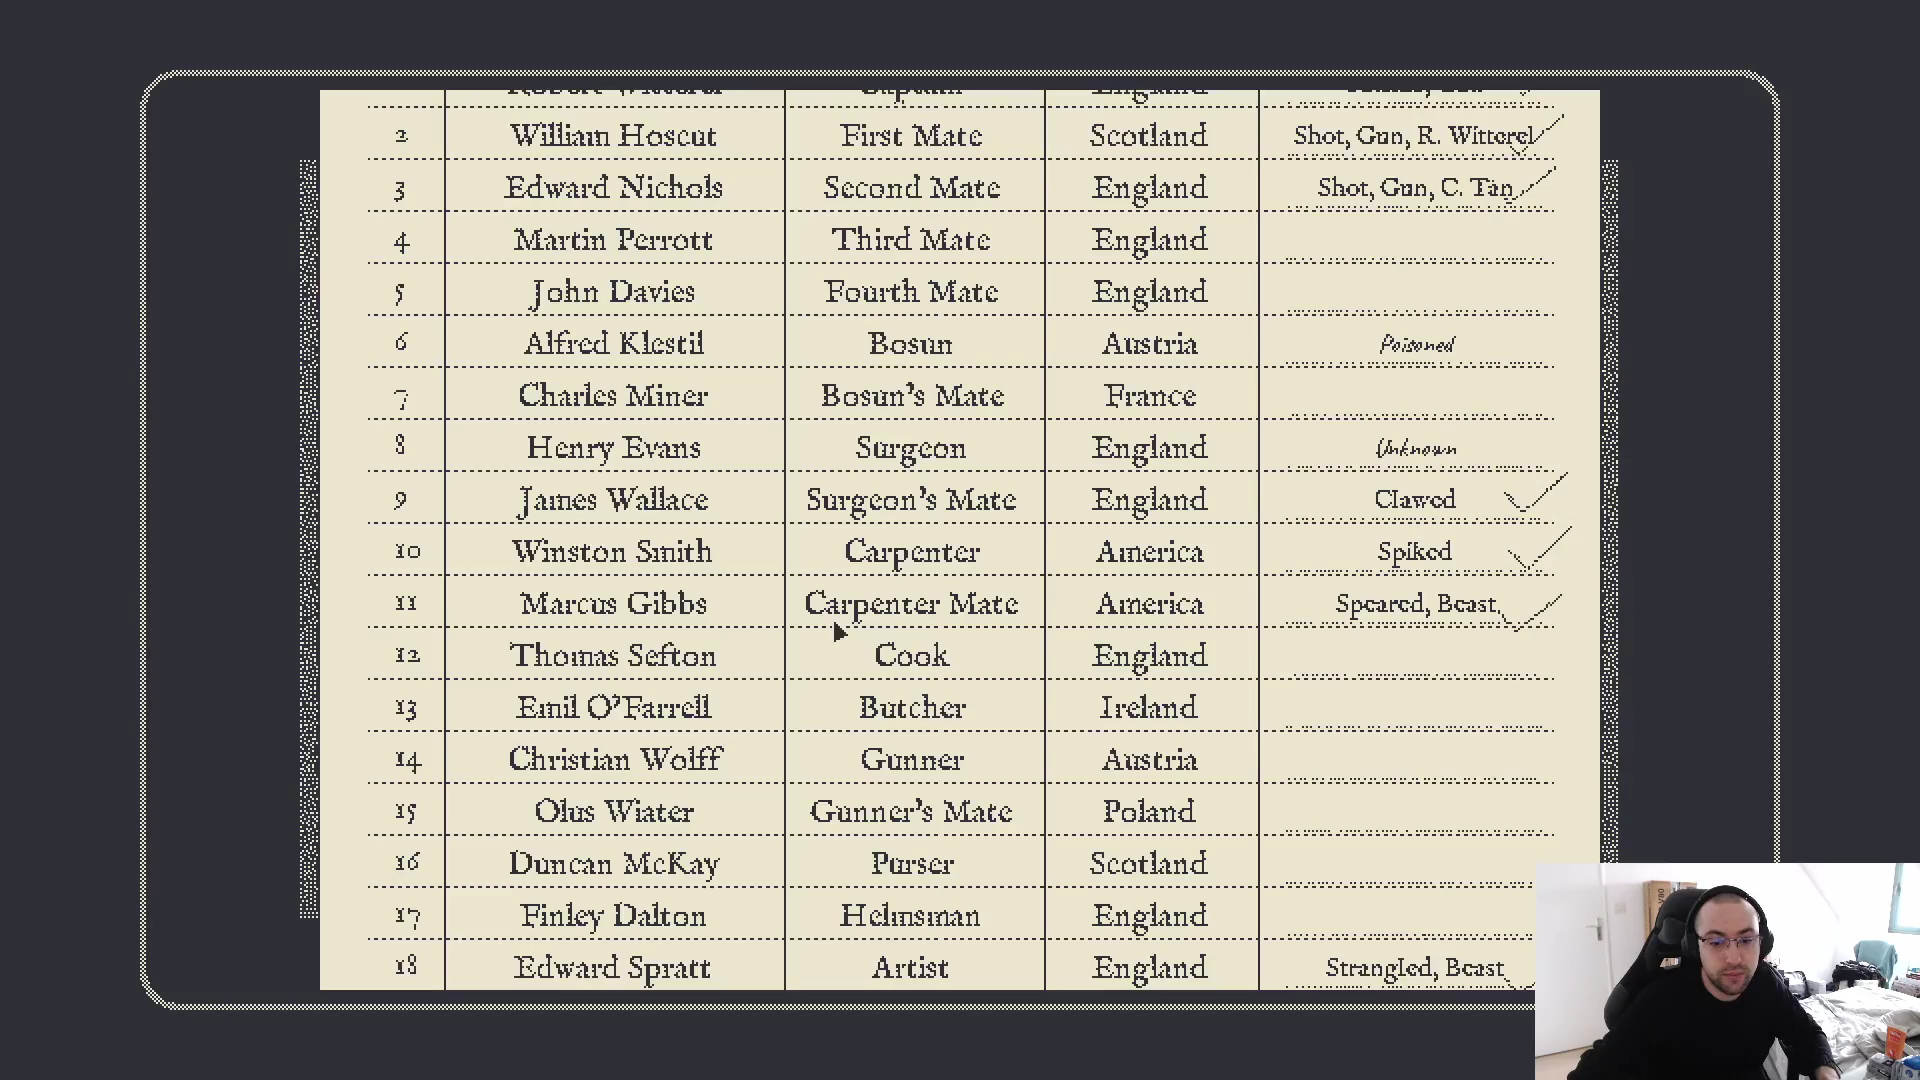 2 William Hoscut First Mate Scotland Shot, Gun, R. Witterel
3 Edward Nichols Second Mate England Shot, Gun, C. Tan
4 Martin Perrott Third Mate England
5 John Davies Fourth Mate England
6 Alfred Klestil Bosun Austria Poisoned
7 Charles Miner Bosun's Mate France
8 Henry Evans Surgeon England Unknown
9 James Wallace Surgeon's Mate England Clawed
10 Winston Smith Carpenter America Spiked
11 Marcus Gibbs Carpenter Mate America Speared, Beast
12 Thomas Sefton Cook England
13 Emil O'Farrell Butcher Ireland
14 Christian Wolff Gunner Austria
15 Olus Wiater Gunner's Mate Poland
16 Duncan McKay Purser Scotland
17 Finley Dalton Helmsman England
18 Edward Spratt Artist England Strangled, Beast